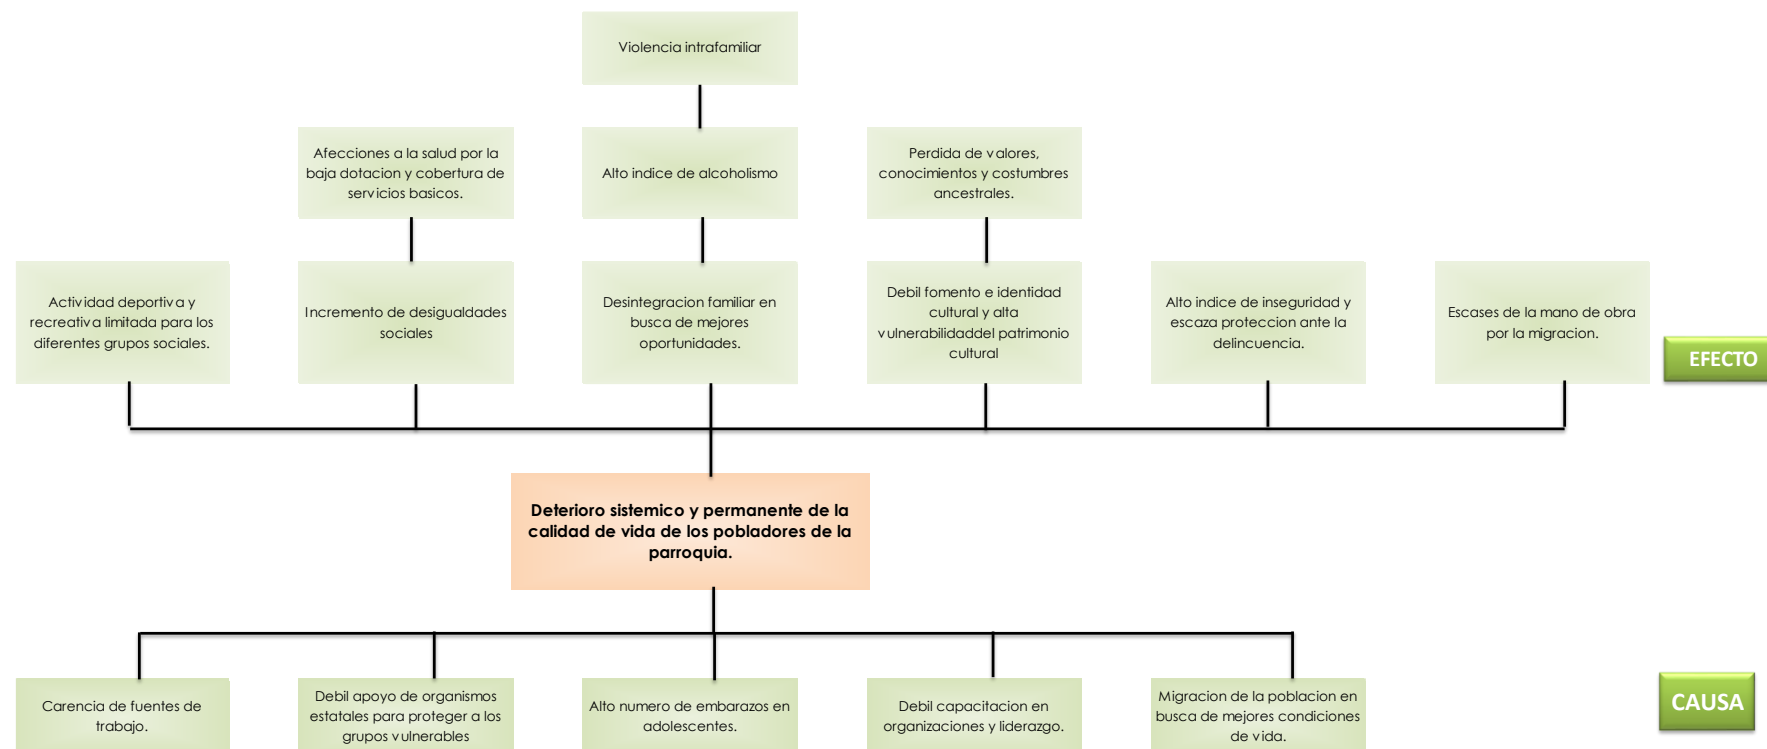 Violencia intrafamiliar
Afecciones a la salud por la
baja dotacion y cobertura de
servicios basicos.
Alto indice de alcoholismo
Perdida de valores,
conocimientos y costumbres
ancestrales.
Actividad deportiva y
recreativa limitada para los
diferentes grupos sociales.
Incremento de desigualdades
sociales
Desintegracion familiar en
busca de mejores
oportunidades.
Debil fomento e identidad
cultural y alta
vulnerabilidaddel patrimonio
cultural
Alto indice de inseguridad y
escaza proteccion ante la
delincuencia.
Escases de la mano de obra
por la migracion.
EFECTO
Deterioro sistemico y permanente de la
calidad de vida de los pobladores de la
parroquia.
Carencia de fuentes de
trabajo.
Debil apoyo de organismos
estatales para proteger a los
grupos vulnerables
Alto numero de embarazos en
adolescentes.
Debil capacitacion en
organizaciones y liderazgo.
Migracion de la poblacion en
busca de mejores condiciones
de vida.
CAUSA